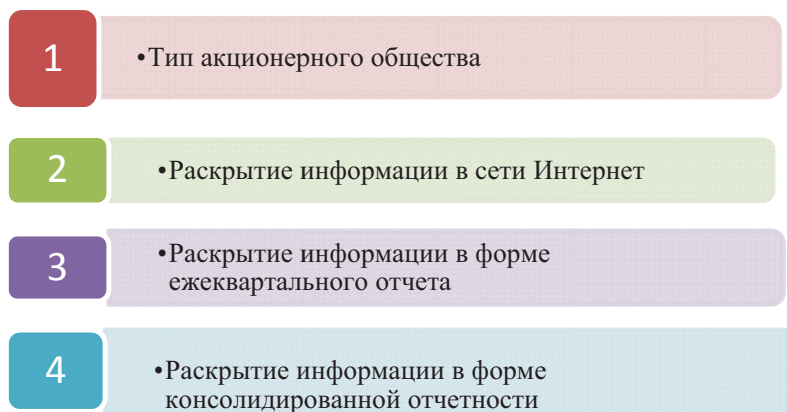 1
•Тип акционерного общества
2
•Раскрытие информации в сети Интернет
3
•Раскрытие информации в форме
ежеквартального отчета
4
•Раскрытие информации в форме
консолидированной отчетности